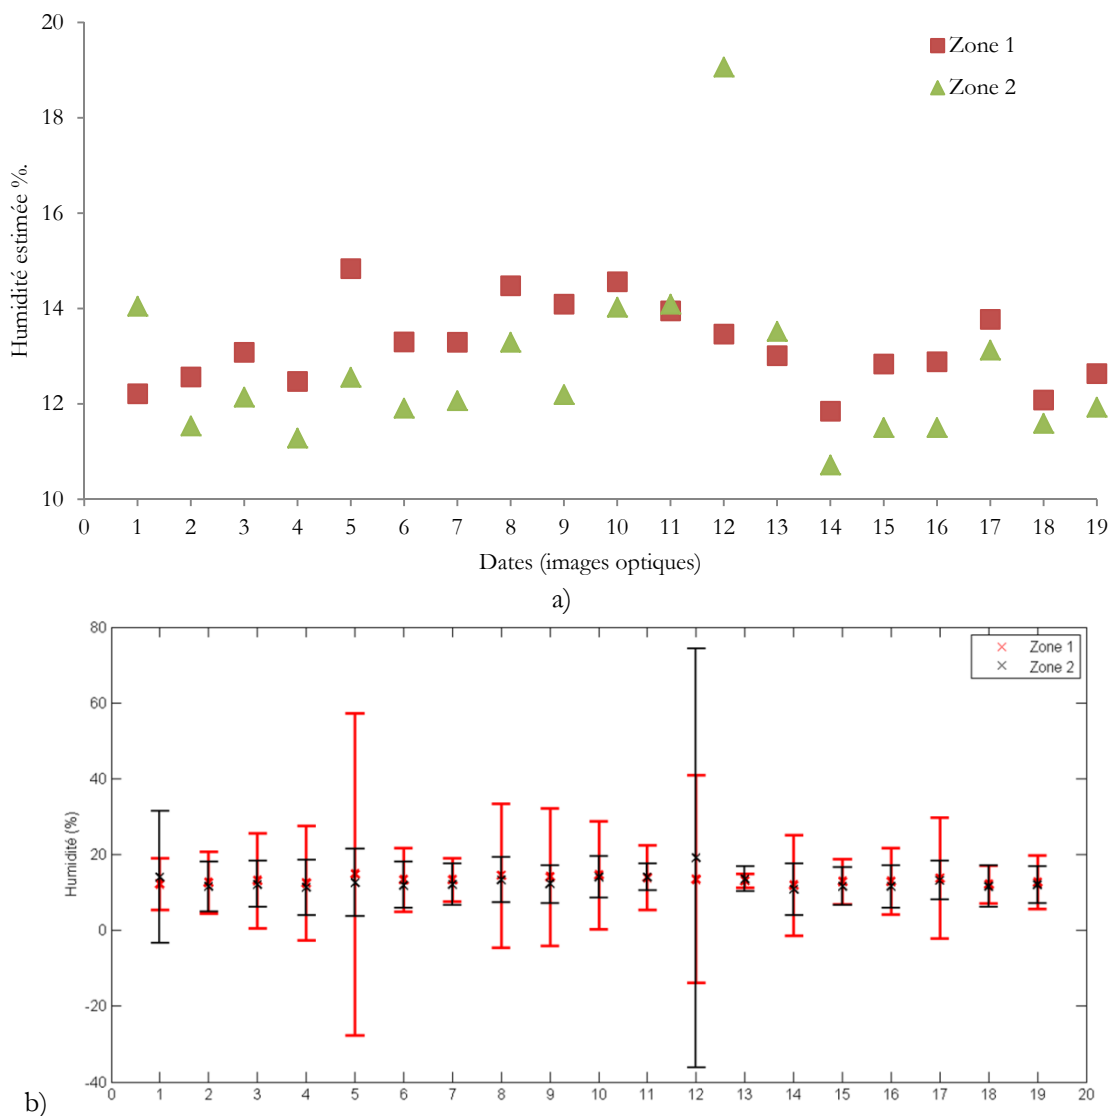 20
18
16
14
12
10
Humidité estimée %.
Zone 1
Zone 2
0 1 2 3 4 5 6 7 8 9 10 11 12 13 14 15 16 17 18 19
Dates (images optiques)
a)
80
60
40
20
0
-20
-40
Humidité (%)
Zone 1
Zone 2
0 1 2 3 4 5 6 7 8 9 10 11 12 13 14 15 16 17 18 19 20
b)